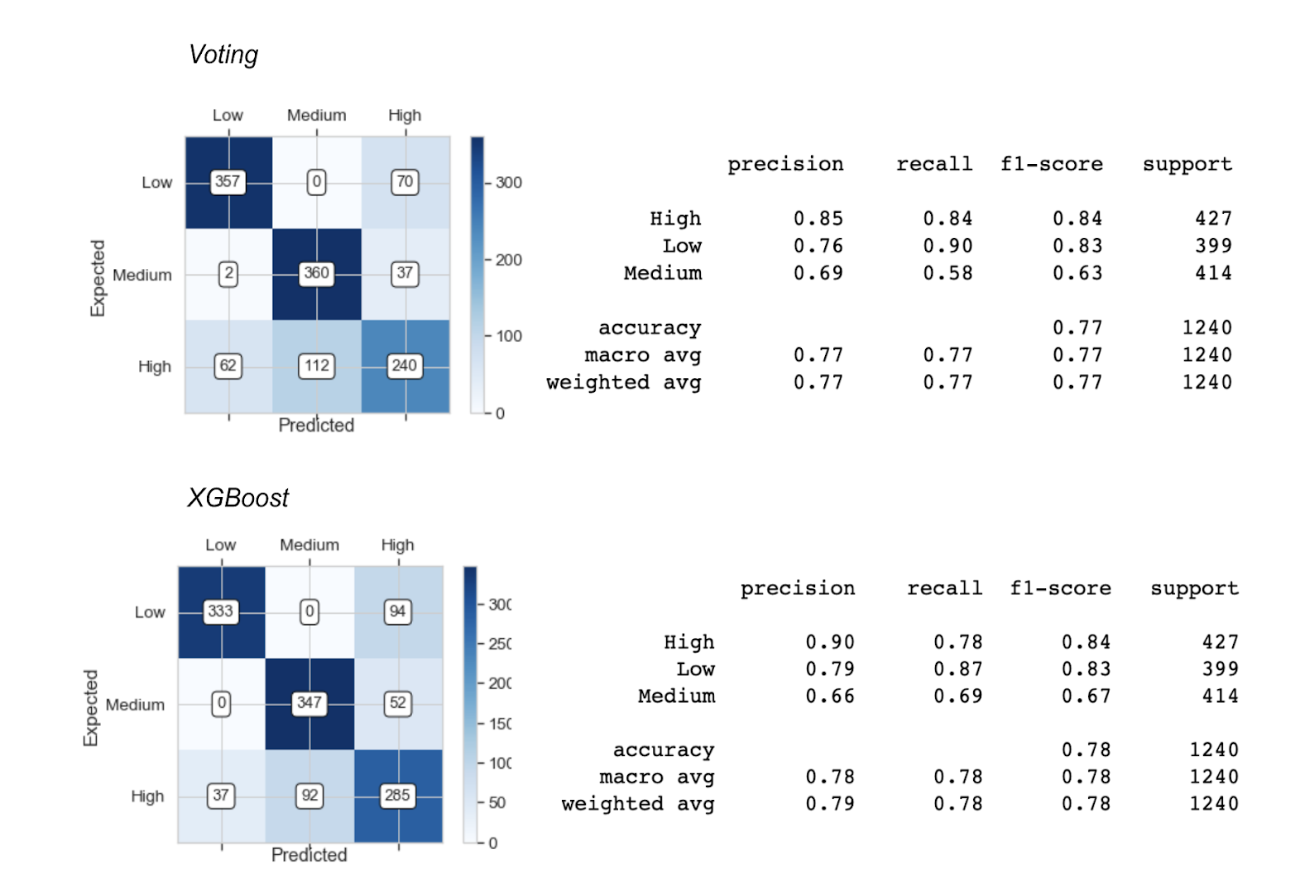 Voting
Low Medium High
Low 357 0 70
Medium 2 360 37
High 62 112 240
Expected
Predicted
300
200
100
0
precision recall f1-score support
High 0.85 0.84 0.84 427
Low 0.76 0.90 0.83 399
Medium 0.69 0.58 0.63 414
accuracy 0.77 1240
macro avg 0.77 0.77 0.77 1240
weighted avg 0.77 0.77 0.77 1240
XGBoost
Low Medium High
Low 333 0 94
Medium 0 347 52
High 37 92 285
Expected
Predicted
300
250
200
150
100
50
0
precision recall f1-score support
High 0.90 0.78 0.84 427
Low 0.79 0.87 0.83 399
Medium 0.66 0.69 0.67 414
accuracy 0.78 1240
macro avg 0.78 0.78 0.78 1240
weighted avg 0.79 0.78 0.78 1240